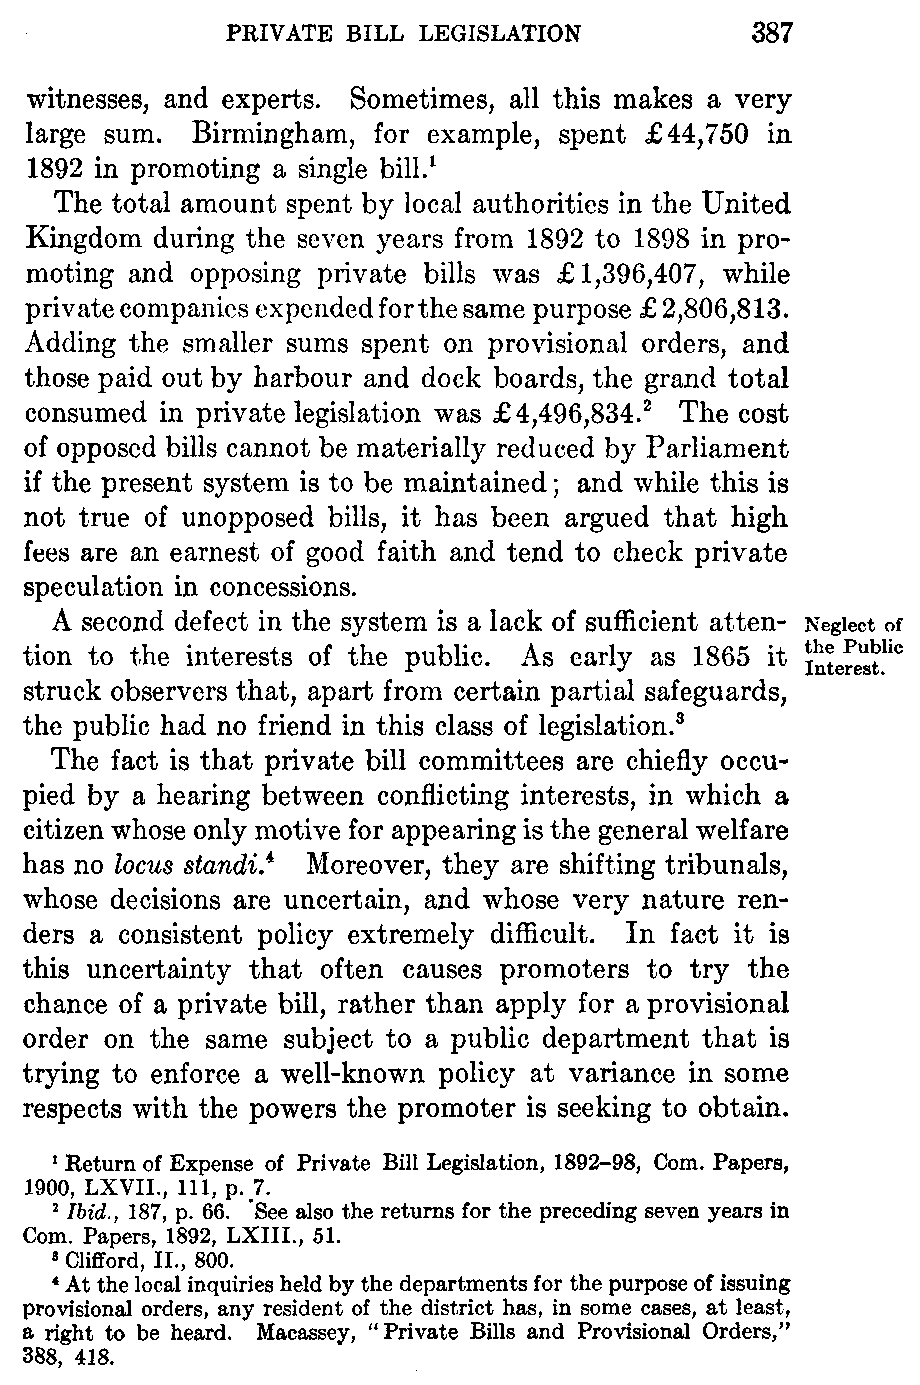 PRIVATE BILL LEGISLATION 387
witnesses, and experts. Sometimes, all this makes a very
large sum. Birmingham, for example, spent £44,750 in
1892 in promoting a single bill.¹
The total amount spent by local authorities in the United
Kingdom during the seven years from 1892 to 1898 in pro-
moting and opposing private bills was £1,396,407, while
private companies expended for the same purpose £2,806,813.
Adding the smaller sums spent on provisional orders, and
those paid out by harbour and dock boards, the grand total
consumed in private legislation was £4,496,834.² The cost
of opposed bills cannot be materially reduced by Parliament
if the present system is to be maintained; and while this is
not true of unopposed bills, it has been argued that high
fees are an earnest of good faith and tend to check private
speculation in concessions.
A second defect in the system is a lack of sufficient atten-
tion to the interests of the public. As early as 1865 it
struck observers that, apart from certain partial safeguards,
the public had no friend in this class of legislation.³
Neglect of
the Public
Interest.
The fact is that private bill committees are chiefly occu-
pied by a hearing between conflicting interests, in which a
citizen whose only motive for appearing is the general welfare
has no locus standi.⁴ Moreover, they are shifting tribunals,
whose decisions are uncertain, and whose very nature ren-
ders a consistent policy extremely difficult. In fact it is
this uncertainty that often causes promoters to try the
chance of a private bill, rather than apply for a provisional
order on the same subject to a public department that is
trying to enforce a well-known policy at variance in some
respects with the powers the promoter is seeking to obtain.
¹ Return of Expense of Private Bill Legislation, 1892–98, Com. Papers,
1900, LXVII., 111, p. 7.
² Ibid., 187, p. 66. See also the returns for the preceding seven years in
Com. Papers, 1892, LXIII., 51.
³ Clifford, II., 800.
⁴ At the local inquiries held by the departments for the purpose of issuing
provisional orders, any resident of the district has, in some cases, at least,
a right to be heard. Macassey, "Private Bills and Provisional Orders,"
388, 418.